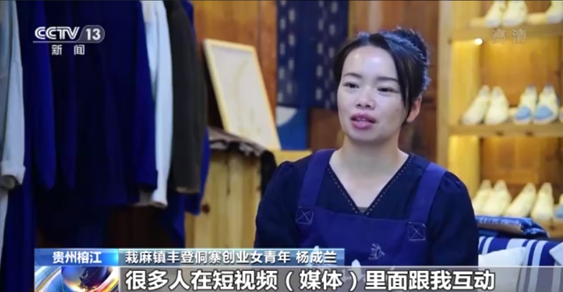 CCTV 13
新闻
高清
贵州榕江
栽麻镇丰登侗寨创业女青年 杨成兰
很多人在短视频（媒体）里面跟我互动